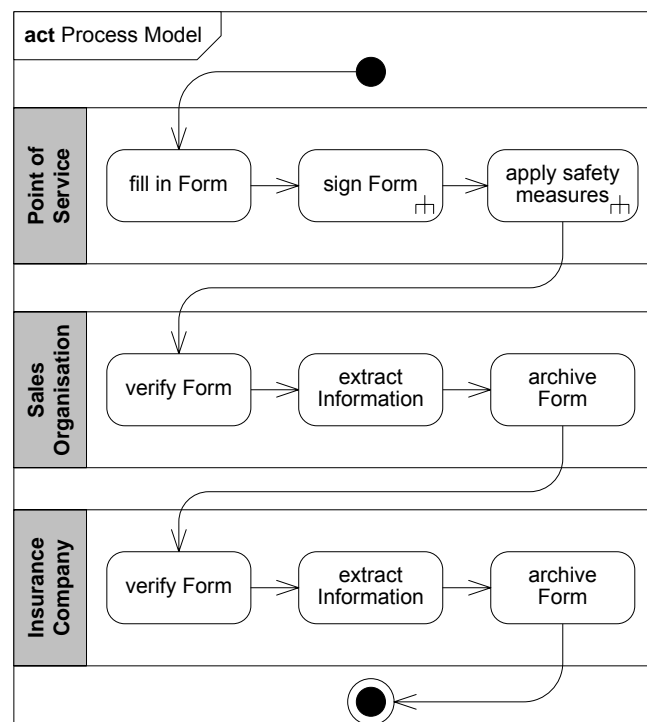 act Process Model
Point of
Service
fill in Form
sign Form
apply safety
measures
Sales
Organisation
verify Form
extract
Information
archive
Form
Insurance
Company
verify Form
extract
Information
archive
Form